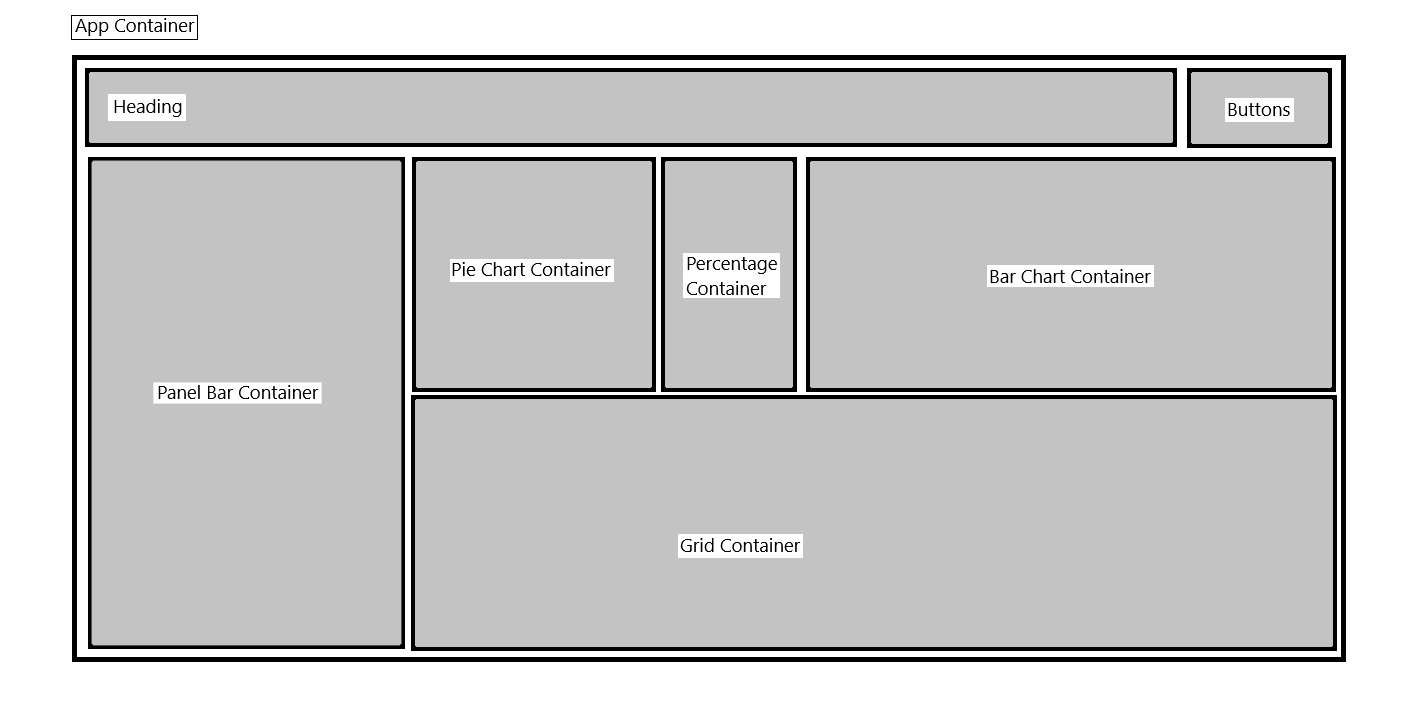 App Container
Heading
Buttons
Pie Chart Container
Percentage
Container
Bar Chart Container
Panel Bar Container
Grid Container